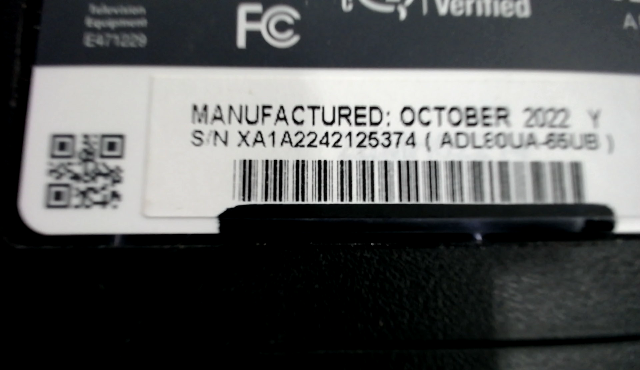 Television
Equipment
E471229
FC
Verified
MANUFACTURED: OCTOBER 2022 Y
S/N XA1A2242125374 ( ADL80UA-65UB )